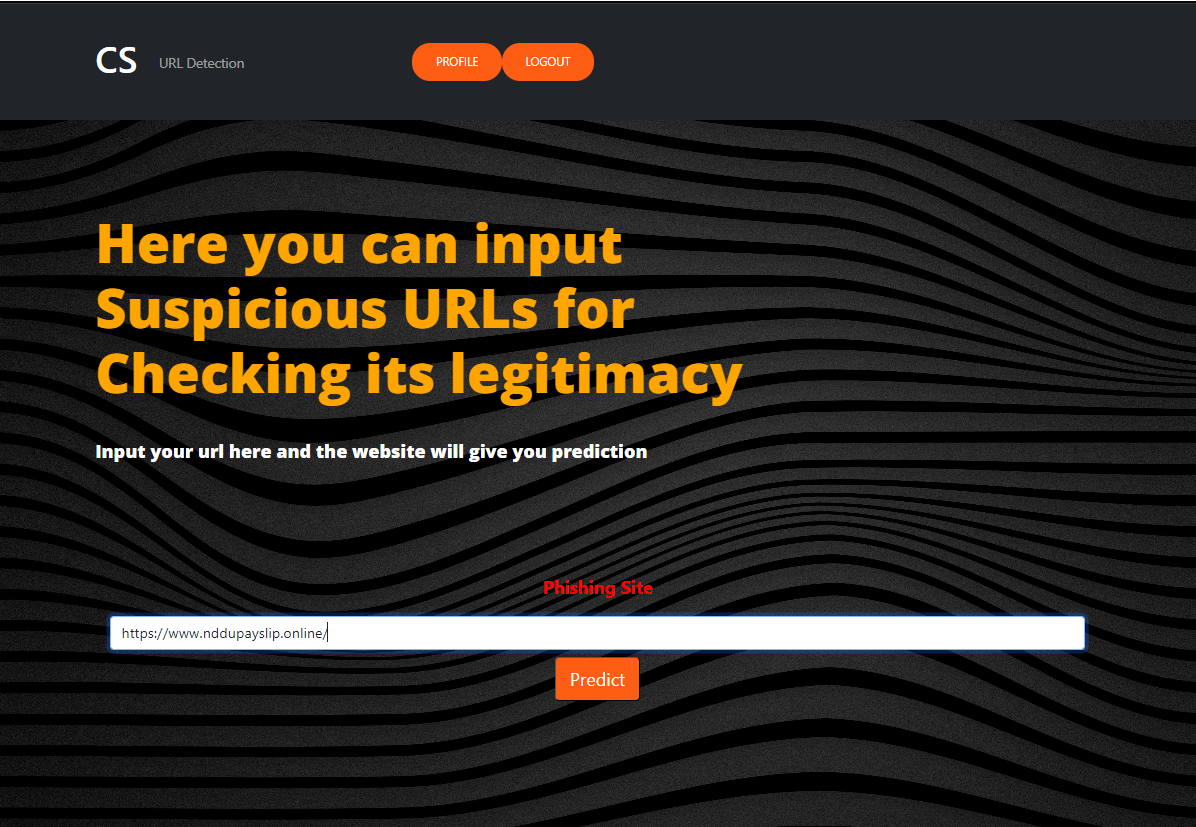 CS URL Detection PROFILE LOGOUT
Here you can input
Suspicious URLs for
Checking its legitimacy
Input your url here and the website will give you prediction
Phishing Site
https://www.nddupayslip.online/
Predict